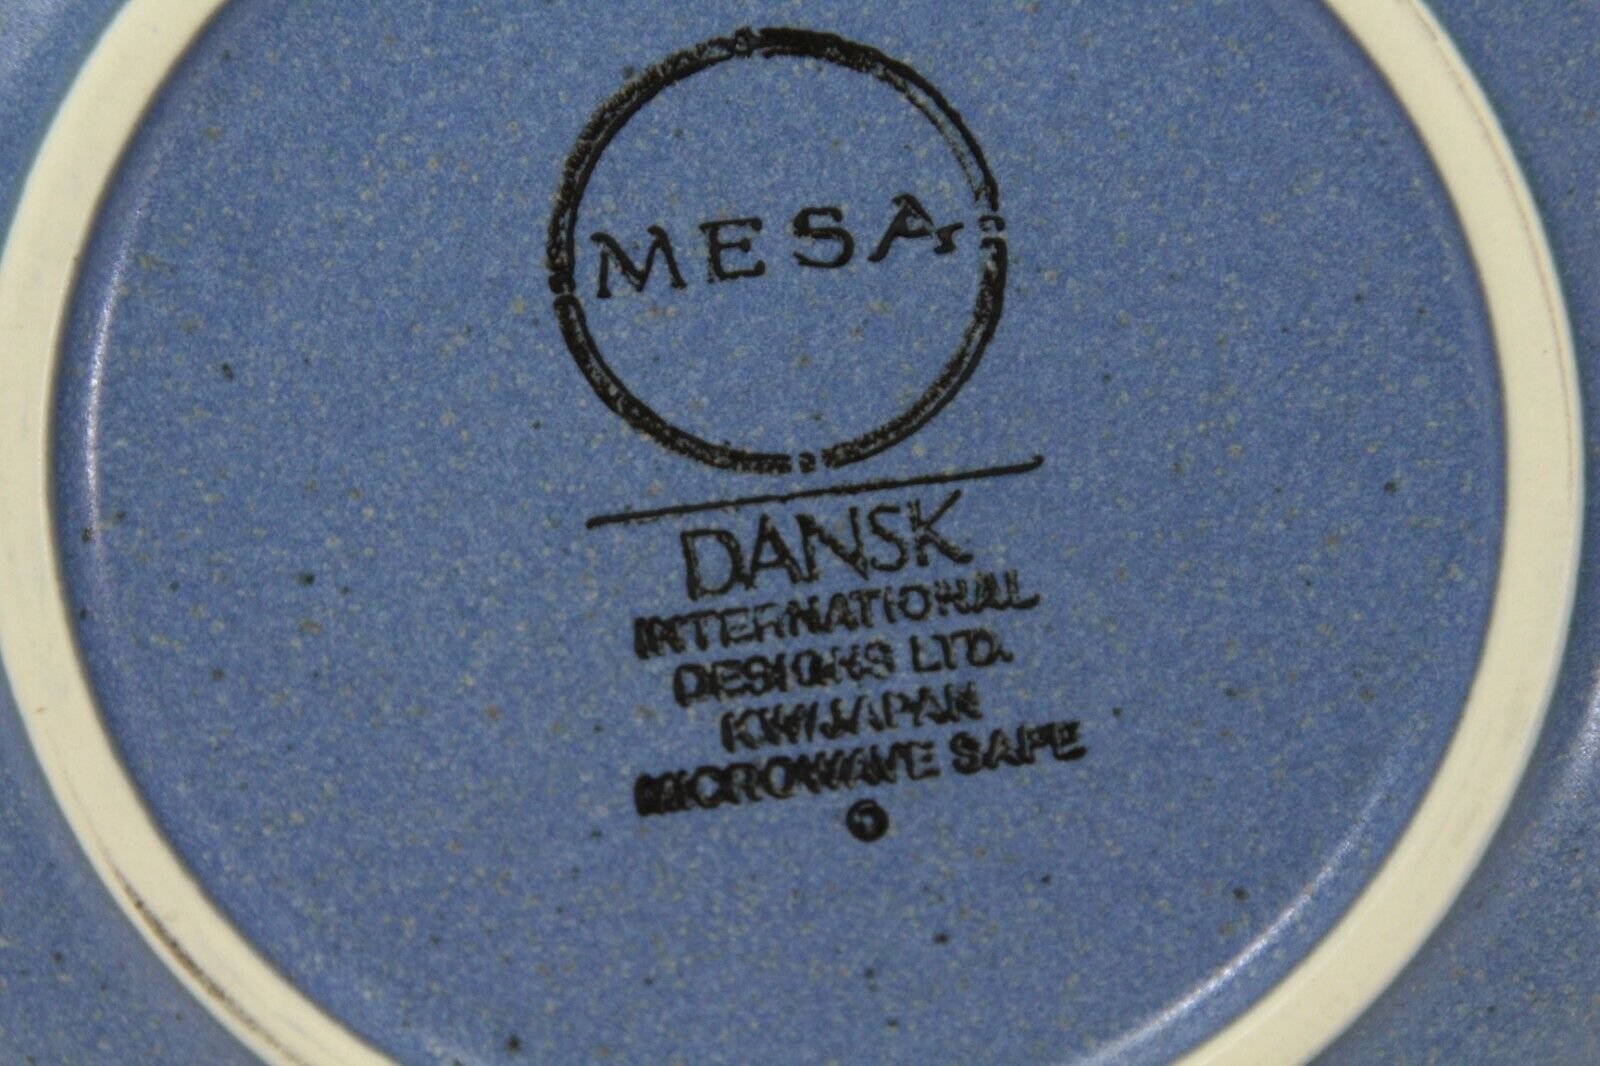 MESA
DANSK
INTERNATIONAL
DESIGNS LTD.
KW/JAPAN
MICROWAVE SAFE